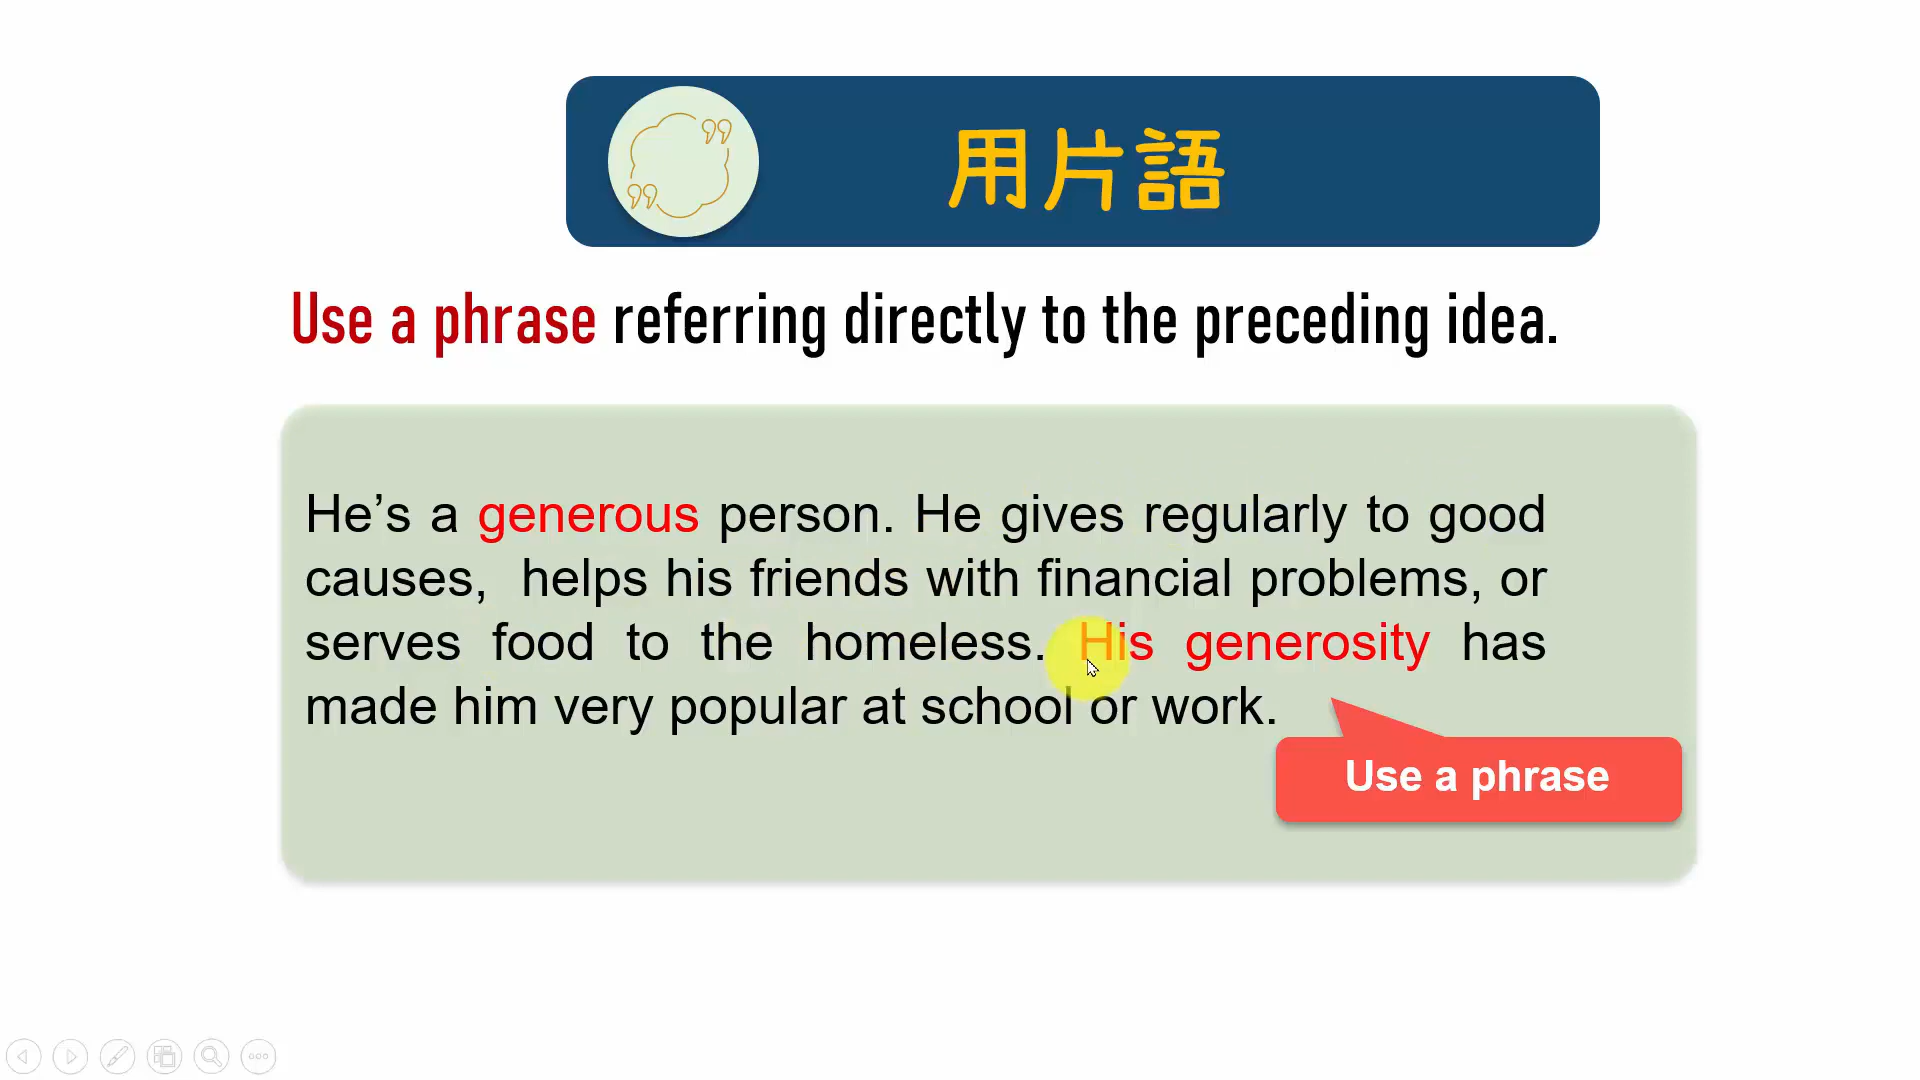 用片語
Use a phrase referring directly to the preceding idea.
He’s a generous person. He gives regularly to good
causes,  helps his friends with financial problems, or
serves food to the homeless. His generosity has
made him very popular at school or work.
Use a phrase